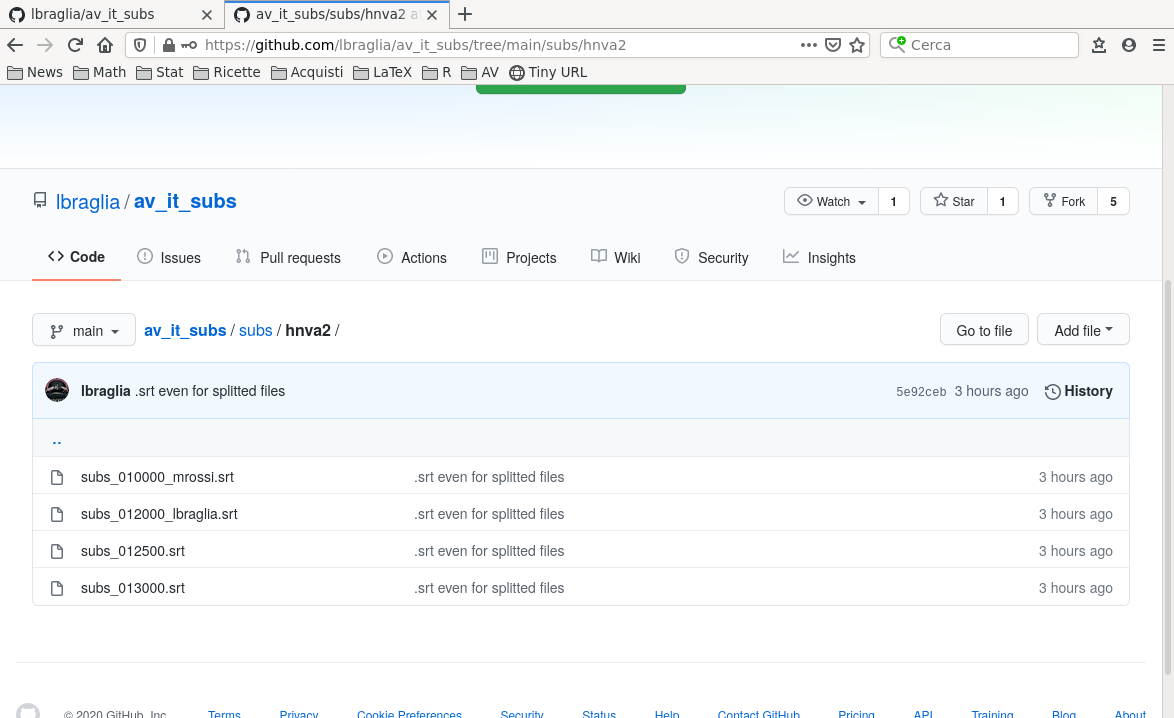 lbraglia/av_it_subs
av_it_subs/subs/hnva2
https://github.com/lbraglia/av_it_subs/tree/main/subs/hnva2
Cerca
News Math Stat Ricette Acquisti LaTeX R AV Tiny URL
lbraglia / av_it_subs
Watch 1 Star 1 Fork 5
Code Issues Pull requests Actions Projects Wiki Security Insights
main av_it_subs / subs / hnva2 / Go to file Add file
lbraglia .srt even for splitted files 5e92ceb 3 hours ago History
..
subs_010000_mrossi.srt .srt even for splitted files 3 hours ago
subs_012000_lbraglia.srt .srt even for splitted files 3 hours ago
subs_012500.srt .srt even for splitted files 3 hours ago
subs_013000.srt .srt even for splitted files 3 hours ago
© 2020 GitHub, Inc. Terms Privacy Cookie Preferences Security Status Help Contact GitHub Pricing API Training Blog About